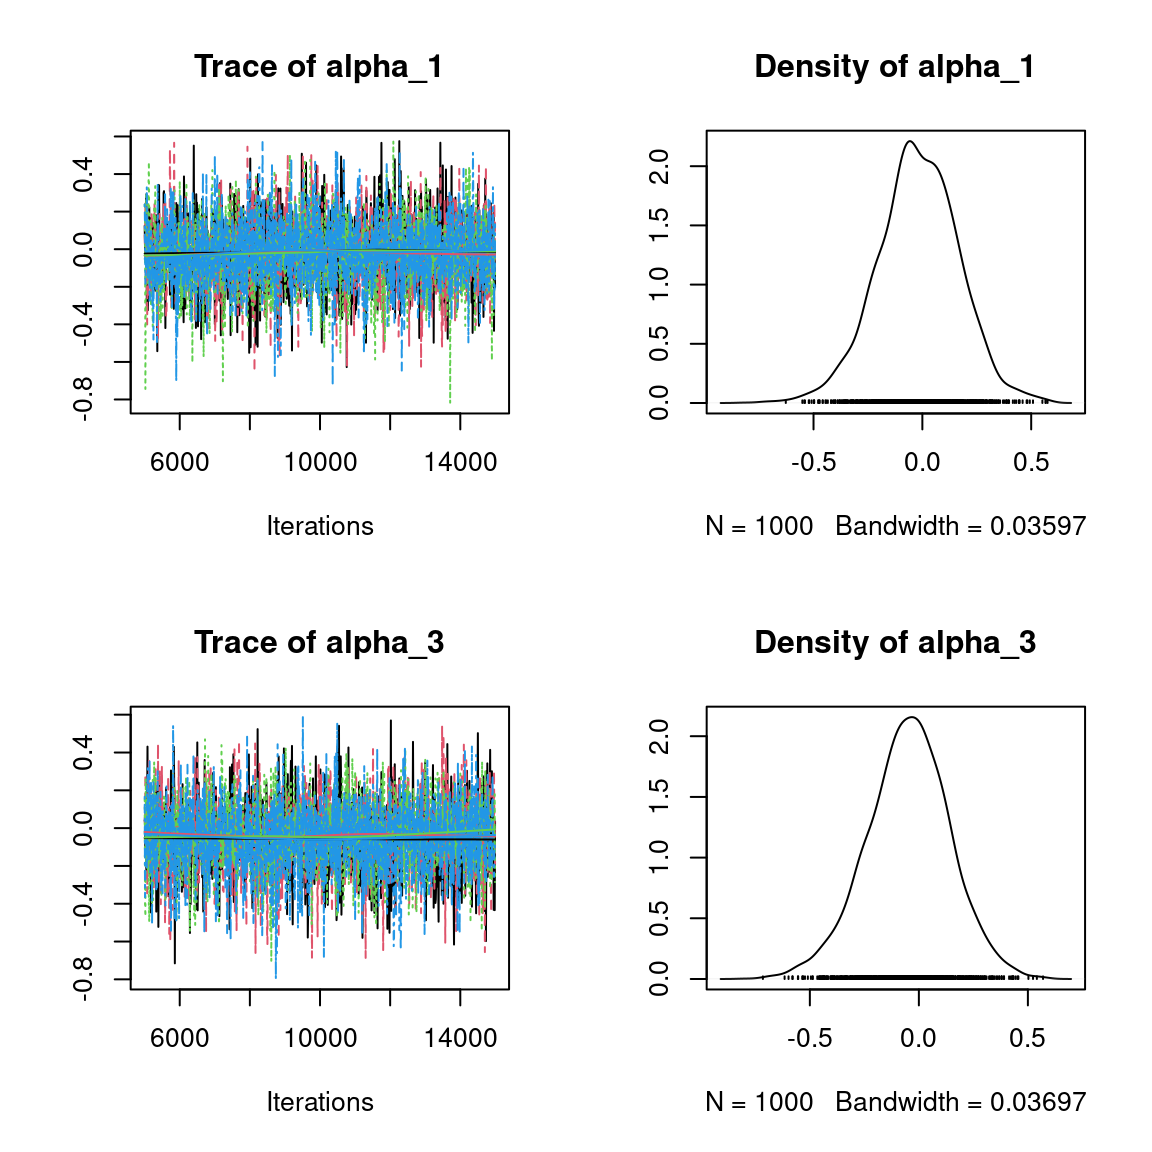 Trace of alpha_1
0.4
0.0
-0.4
-0.8
6000 10000 14000
Iterations
Density of alpha_1
2.0
1.5
1.0
0.5
0.0
-0.5 0.0 0.5
N = 1000 Bandwidth = 0.03597
Trace of alpha_3
0.4
0.0
-0.4
-0.8
6000 10000 14000
Iterations
Density of alpha_3
2.0
1.5
1.0
0.5
0.0
-0.5 0.0 0.5
N = 1000 Bandwidth = 0.03697